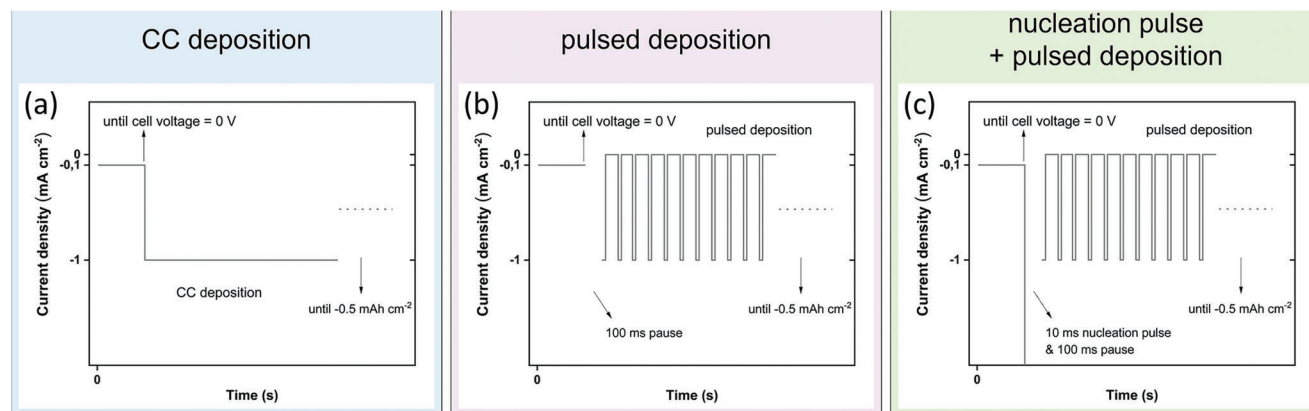 CC deposition
(a)
until cell voltage = 0 V
0
-0,1
-1
Current density (mA cm⁻²)
CC deposition
until -0.5 mAh cm⁻²
0
Time (s)
pulsed deposition
(b)
until cell voltage = 0 V
pulsed deposition
0
-0,1
-1
Current density (mA cm⁻²)
100 ms pause
until -0.5 mAh cm⁻²
0
Time (s)
nucleation pulse
+ pulsed deposition
(c)
until cell voltage = 0 V
pulsed deposition
0
-0,1
-1
Current density (mA cm⁻²)
10 ms nucleation pulse
& 100 ms pause
until -0.5 mAh cm⁻²
0
Time (s)